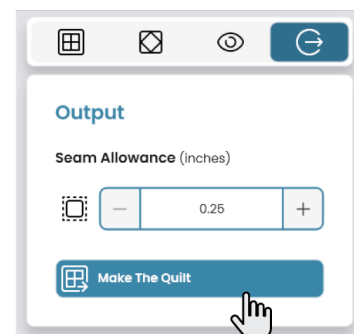 Output
Seam Allowance (inches)
— 0.25 +
Make The Quilt